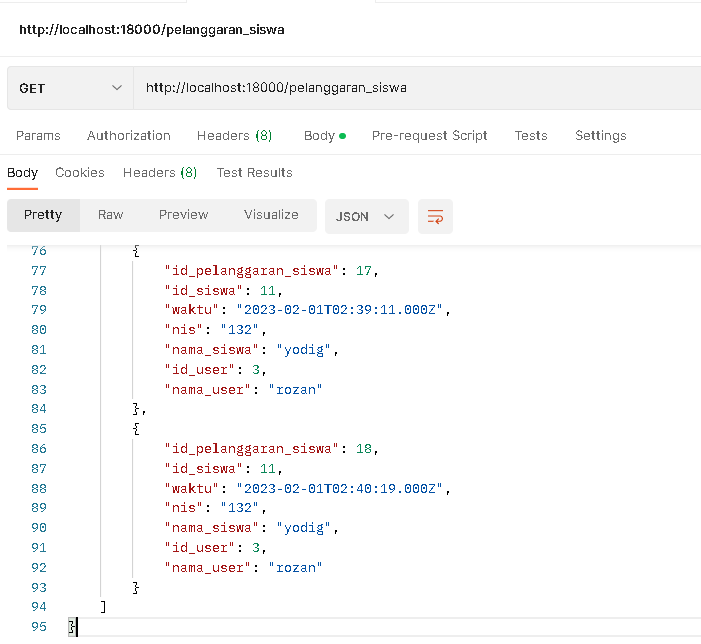 http://localhost:18000/pelanggaran_siswa
GET http://localhost:18000/pelanggaran_siswa
Params Authorization Headers (8) Body Pre-request Script Tests Settings
Body Cookies Headers (8) Test Results
Pretty Raw Preview Visualize JSON
76 {
77 "id_pelanggaran_siswa": 17,
78 "id_siswa": 11,
79 "waktu": "2023-02-01T02:39:11.000Z",
80 "nis": "132",
81 "nama_siswa": "yodig",
82 "id_user": 3,
83 "nama_user": "rozan"
84 },
85 {
86 "id_pelanggaran_siswa": 18,
87 "id_siswa": 11,
88 "waktu": "2023-02-01T02:40:19.000Z",
89 "nis": "132",
90 "nama_siswa": "yodig",
91 "id_user": 3,
92 "nama_user": "rozan"
93 }
94 ]
95 }